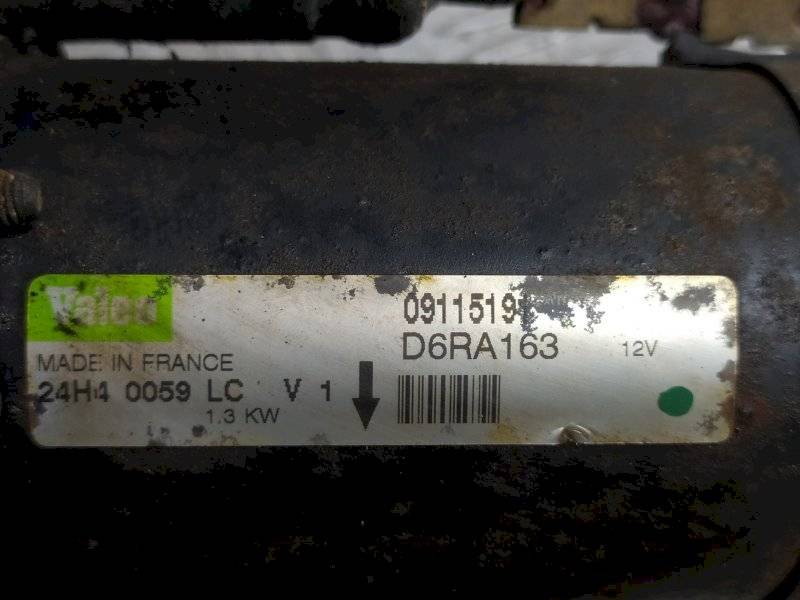 Valeo
MADE IN FRANCE
24H4 0059 LC V 1
1.3 KW
0911519
D6RA163
12V